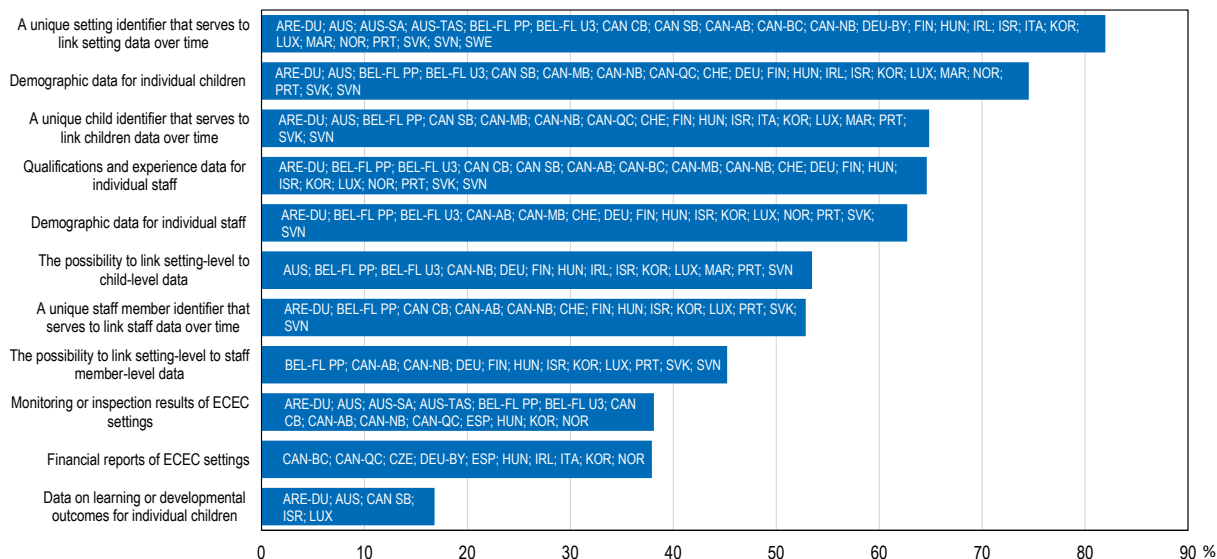 A unique setting identifier that serves to
link setting data over time
ARE-DU; AUS; AUS-SA; AUS-TAS; BEL-FL PP; BEL-FL U3; CAN CB; CAN SB; CAN-AB; CAN-BC; CAN-NB; DEU-BY; FIN; HUN; IRL; ISR; ITA; KOR;
LUX; MAR; NOR; PRT; SVK; SVN; SWE
Demographic data for individual children
ARE-DU; AUS; BEL-FL PP; BEL-FL U3; CAN SB; CAN-MB; CAN-NB; CAN-QC; CHE; DEU; FIN; HUN; IRL; ISR; KOR; LUX; MAR; NOR;
PRT; SVK; SVN
A unique child identifier that serves to
link children data over time
ARE-DU; AUS; BEL-FL PP; CAN SB; CAN-MB; CAN-NB; CAN-QC; CHE; FIN; HUN; ISR; ITA; KOR; LUX; MAR; PRT;
SVK; SVN
Qualifications and experience data for
individual staff
ARE-DU; BEL-FL PP; BEL-FL U3; CAN CB; CAN SB; CAN-AB; CAN-BC; CAN-MB; CAN-NB; CHE; DEU; FIN; HUN;
ISR; KOR; LUX; NOR; PRT; SVK; SVN
Demographic data for individual staff
ARE-DU; BEL-FL PP; BEL-FL U3; CAN-AB; CAN-MB; CHE; DEU; FIN; HUN; ISR; KOR; LUX; NOR; PRT; SVK;
SVN
The possibility to link setting-level to
child-level data
AUS; BEL-FL PP; BEL-FL U3; CAN-NB; DEU; FIN; HUN; IRL; ISR; KOR; LUX; MAR; PRT; SVN
A unique staff member identifier that
serves to link staff data over time
ARE-DU; BEL-FL PP; CAN CB; CAN-AB; CAN-NB; CHE; FIN; HUN; ISR; KOR; LUX; PRT; SVK;
SVN
The possibility to link setting-level to staff
member-level data
BEL-FL PP; CAN-AB; CAN-NB; DEU; FIN; HUN; ISR; KOR; LUX; PRT; SVK; SVN
Monitoring or inspection results of ECEC
settings
ARE-DU; AUS; AUS-SA; AUS-TAS; BEL-FL PP; BEL-FL U3; CAN
CB; CAN-AB; CAN-NB; CAN-QC; ESP; HUN; KOR; NOR
Financial reports of ECEC settings
CAN-BC; CAN-QC; CZE; DEU-BY; ESP; HUN; IRL; ITA; KOR; NOR
Data on learning or developmental
outcomes for individual children
ARE-DU; AUS; CAN SB;
ISR; LUX
0 10 20 30 40 50 60 70 80 90 %